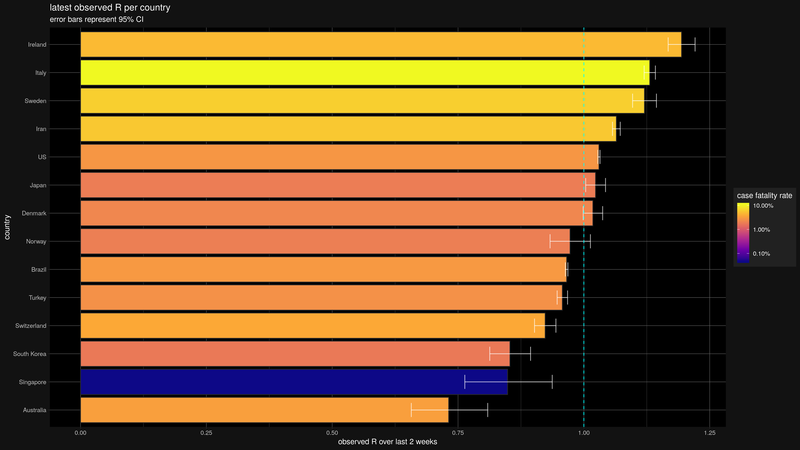 latest observed R per country
error bars represent 95% CI
country
Ireland
Italy
Sweden
Iran
US
Japan
Denmark
Norway
Brazil
Turkey
Switzerland
South Korea
Singapore
Australia
0.00 0.25 0.50 0.75 1.00 1.25
observed R over last 2 weeks
case fatality rate
10.00%
1.00%
0.10%